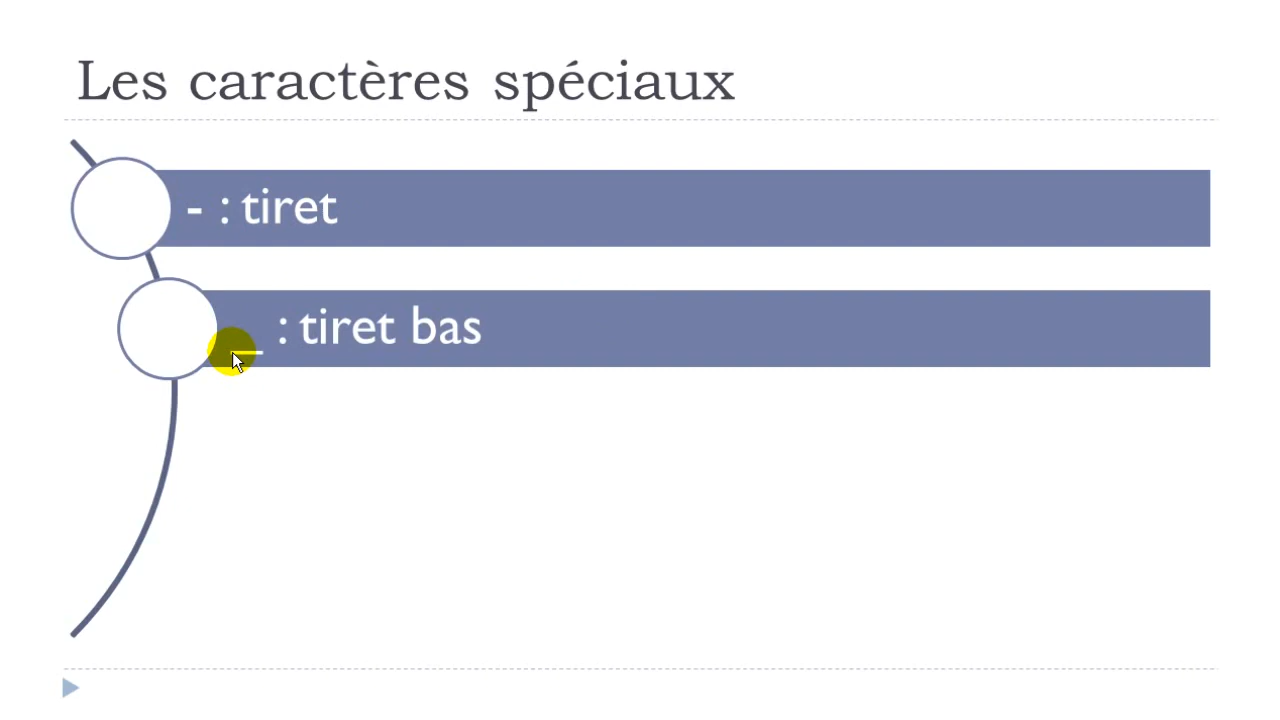 Les caractères spéciaux
- : tiret
_ : tiret bas